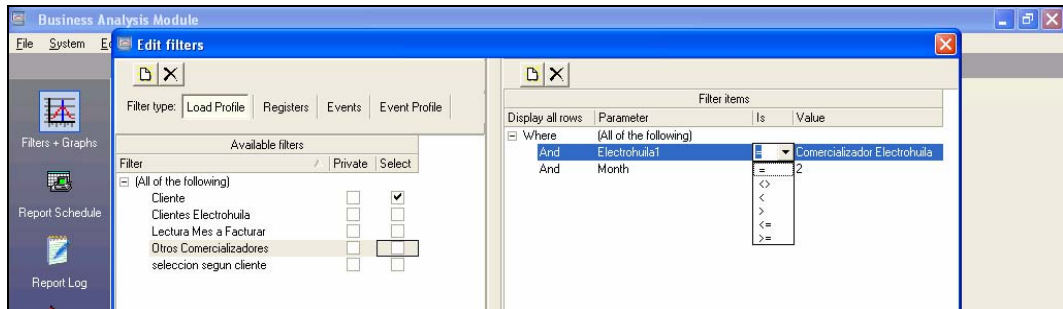 Business Analysis Module
File System Ed
Edit filters
Filter type: Load Profile Registers Events Event Profile
Available filters
Filter Private Select
(All of the following)
Cliente
Clientes Electrohuila
Lectura Mes a Facturar
Otros Comercializadores
seleccion segun cliente
Filter items
Display all rows Parameter Is Value
Where (All of the following)
And Electrohuila1 = Comercializador Electrohuila
And Month = 2
<>
<
>
<=
>=
Filters + Graphs
Report Schedule
Report Log